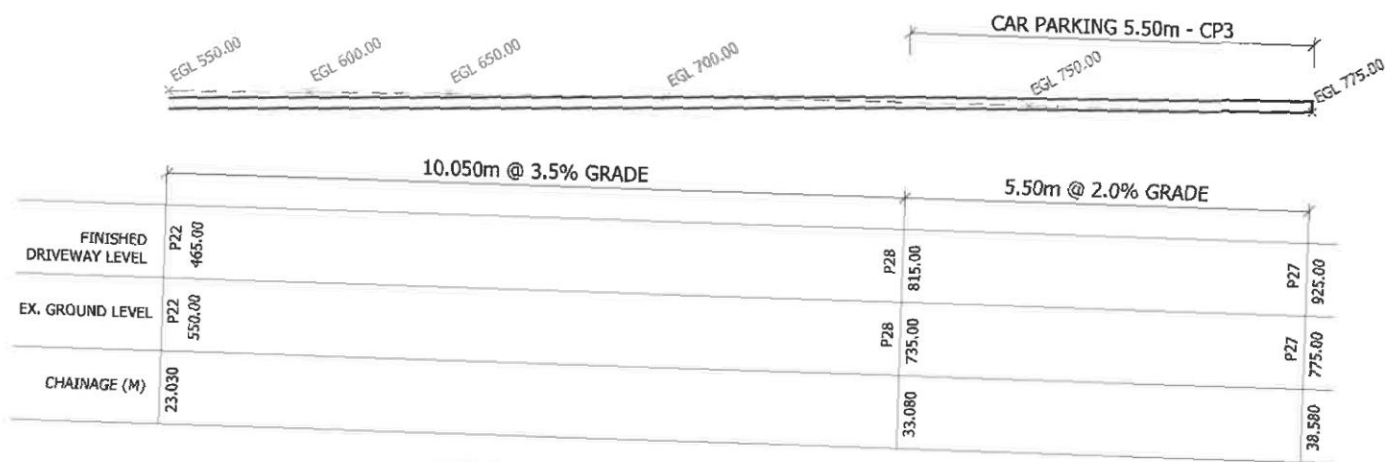 CAR PARKING 5.50m - CP3
EGL 550.00
EGL 600.00
EGL 650.00
EGL 700.00
EGL 750.00
EGL 775.00
10.050m @ 3.5% GRADE
5.50m @ 2.0% GRADE
FINISHED
DRIVEWAY LEVEL
P22
465.00
P28
815.00
P27
925.00
EX. GROUND LEVEL
P22
550.00
P28
735.00
P27
775.00
CHAINAGE (M)
23.030
33.080
38.580